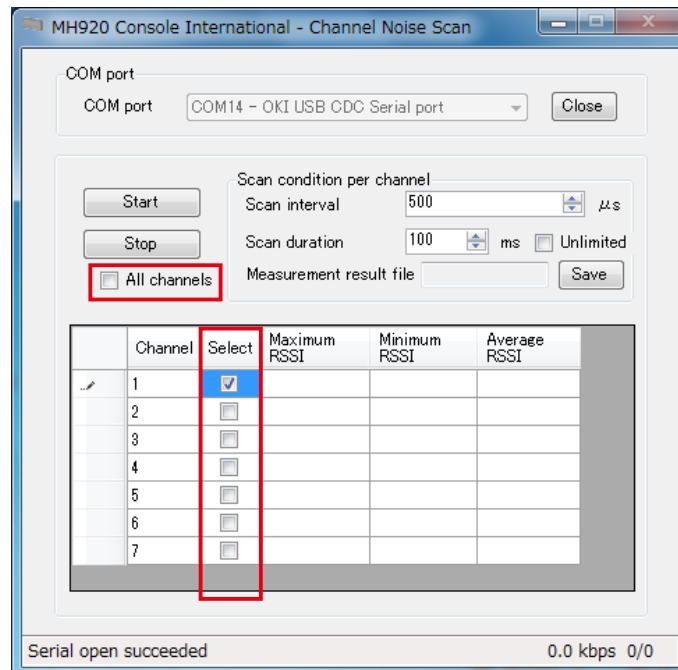 MH920 Console International - Channel Noise Scan
COM port
COM port COM14 - OKI USB CDC Serial port Close
Scan condition per channel
Start Scan interval 500 μs
Stop Scan duration 100 ms Unlimited
All channels Measurement result file Save
Channel Select Maximum RSSI Minimum RSSI Average RSSI
1
2
3
4
5
6
7
Serial open succeeded 0.0 kbps 0/0